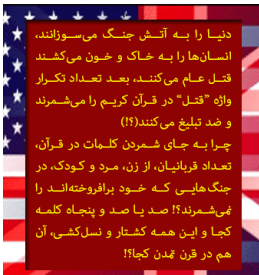 دنیا را به آتش جنگ می‌سوزانند،
انسان‌ها را به خاک و خون می‌کشند
قتل عام می‌کنند، بعد تعداد تکرار
واژه “قتل” در قرآن کریم را می‌شمرند
و ضد تبلیغ می‌کنند(؟!)
چرا به جای شمردن کلمات در قرآن،
تعداد قربانیان، از زن، مرد و کودک، در
جنگ‌هایی که خود برافروخته‌اند را
نمی‌شمرند؟! صد یا صد و پنجاه کلمه
کجا و این همه کشتار و نسل‌کشی، آن
هم در قرن تمدن کجا؟!